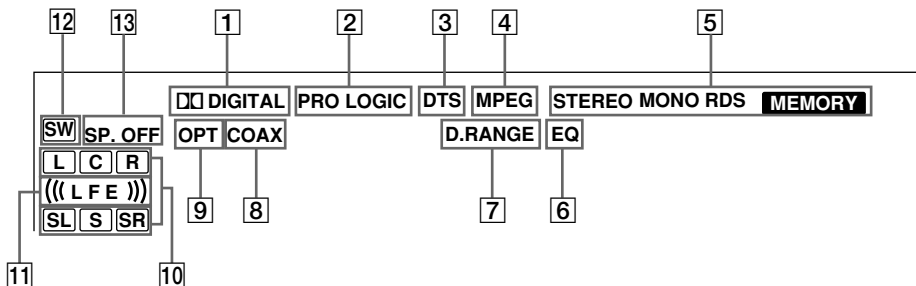 12 13 1 2 3 4 5
DIGITAL PRO LOGIC DTS MPEG STEREO MONO RDS MEMORY
SW SP. OFF OPT COAX D.RANGE EQ
L C R
((( L F E )))
SL S SR
9 8 7 6
11 10